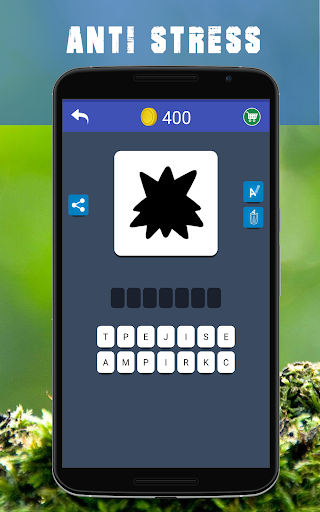 ANTI STRESS
400
A
T P E J I S E
A M P I R K C